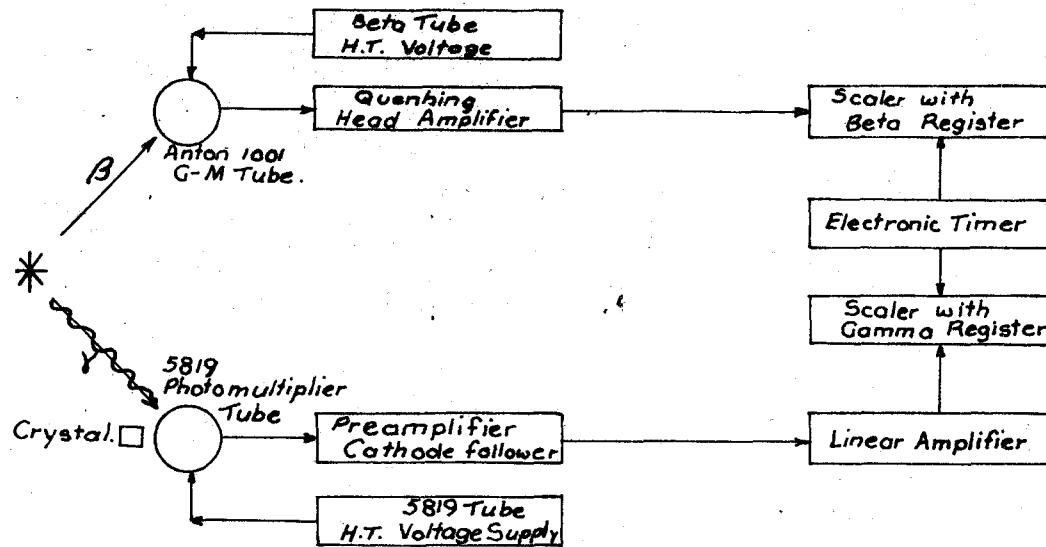 Beta Tube
H.T. Voltage
Quenhing
Head Amplifier
Scaler with
Beta Register
Anton 1001
G-M Tube.
β
Electronic Timer
Scaler with
Gamma Register
γ
5819
Photomultiplier
Tube
Crystal.
Preamplifier
Cathode follower
Linear Amplifier
5819 Tube
H.T. Voltage Supply